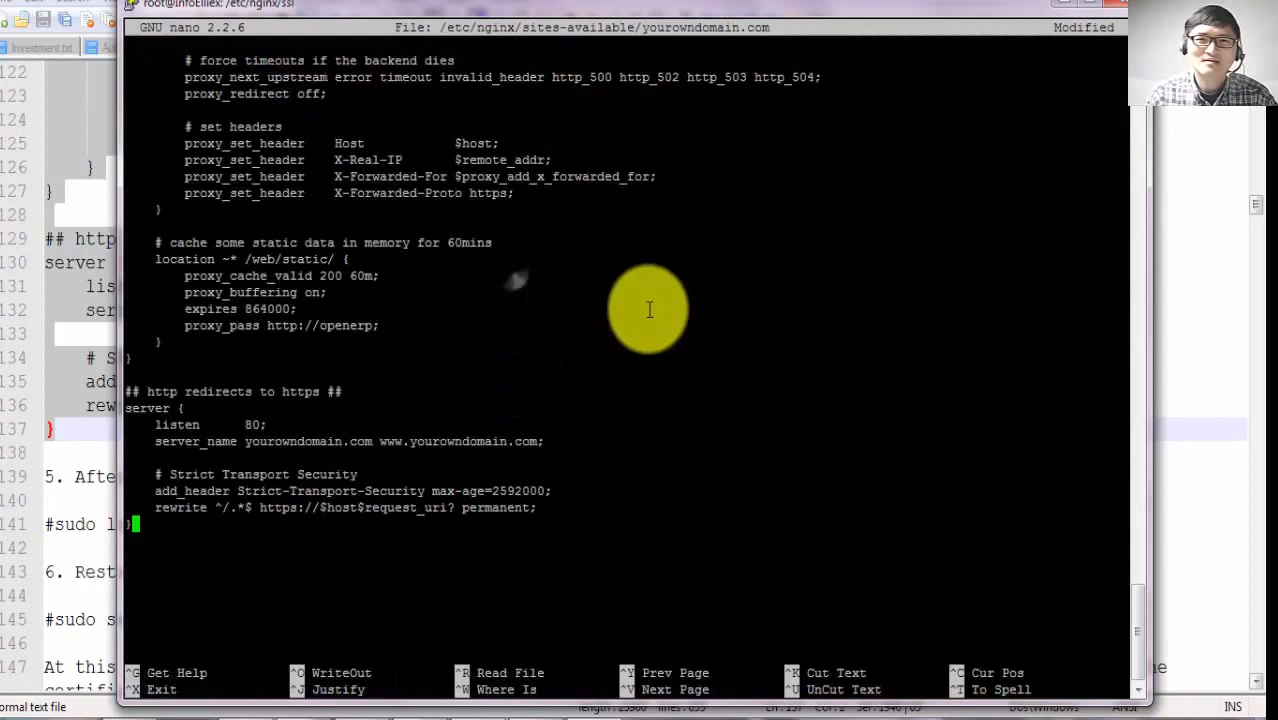 root@InfoElliex: /etc/nginx/ssl
GNU nano 2.2.6 File: /etc/nginx/sites-available/yourowndomain.com Modified
Investment.txt
# force timeouts if the backend dies
proxy_next_upstream error timeout invalid_header http_500 http_502 http_503 http_504;
proxy_redirect off;
# set headers
proxy_set_header Host $host;
proxy_set_header X-Real-IP $remote_addr;
proxy_set_header X-Forwarded-For $proxy_add_x_forwarded_for;
proxy_set_header X-Forwarded-Proto https;
}
# cache some static data in memory for 60mins
location ~* /web/static/ {
proxy_cache_valid 200 60m;
proxy_buffering on;
expires 864000;
proxy_pass http://openerp;
}
}
## http redirects to https ##
server {
listen 80;
server_name yourowndomain.com www.yourowndomain.com;
# Strict Transport Security
add_header Strict-Transport-Security max-age=2592000;
rewrite ^/.*$ https://$host$request_uri? permanent;
}
^G Get Help ^O WriteOut ^R Read File ^Y Prev Page ^K Cut Text ^C Cur Pos
^X Exit ^J Justify ^W Where Is ^V Next Page ^U UnCut Text ^T To Spell
122
123
124
125
126 }
127 }
128
129 ## http
130 server
131 lis
132 ser
133
134 # S
135 add
136 rew
137 }
138
139 5. Afte
140
141 #sudo l
142
143 6. Rest
144
145 #sudo s
146
147 At this
ormal text file
INS